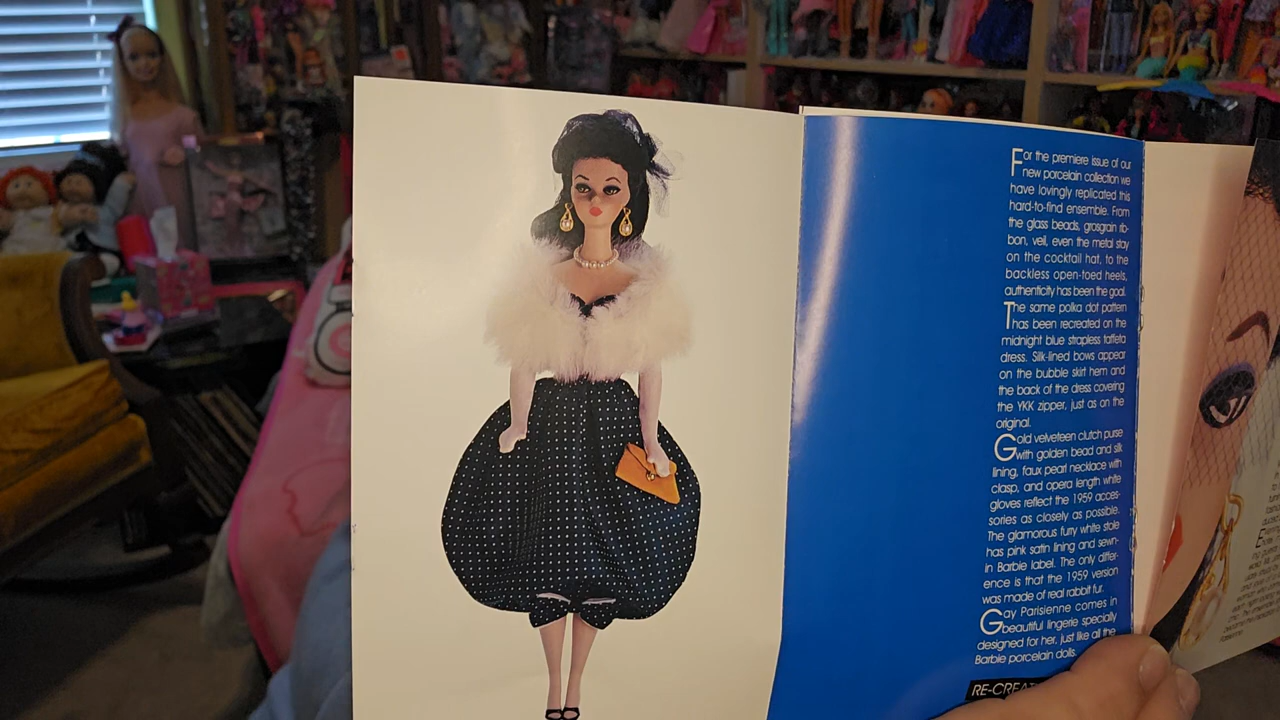 For the premiere issue of our
new porcelain collection we
have lovingly replicated this
hard-to-find ensemble. From
the glass beads, grosgrain rib-
bon, veil, even the metal stay
on the cocktail hat, to the
backless open-toed heels,
authenticity has been the goal.
The same polka dot pattern
has been recreated on the
midnight blue strapless taffeta
dress. Silk-lined bows appear
on the bubble skirt hem and
the back of the dress covering
the YKK zipper, just as on the
original.
Gold velveteen clutch purse
with golden bead and silk
lining, faux pearl necklace with
clasp, and opera length white
gloves reflect the 1959 acces-
sories as closely as possible.
The glamorous furry white stole
has pink satin lining and sewn-
in Barbie label. The only differ-
ence is that the 1959 version
was made of real rabbit fur.
Gay Parisienne comes in
beautiful lingerie specially
designed for her, just like all the
Barbie porcelain dolls.